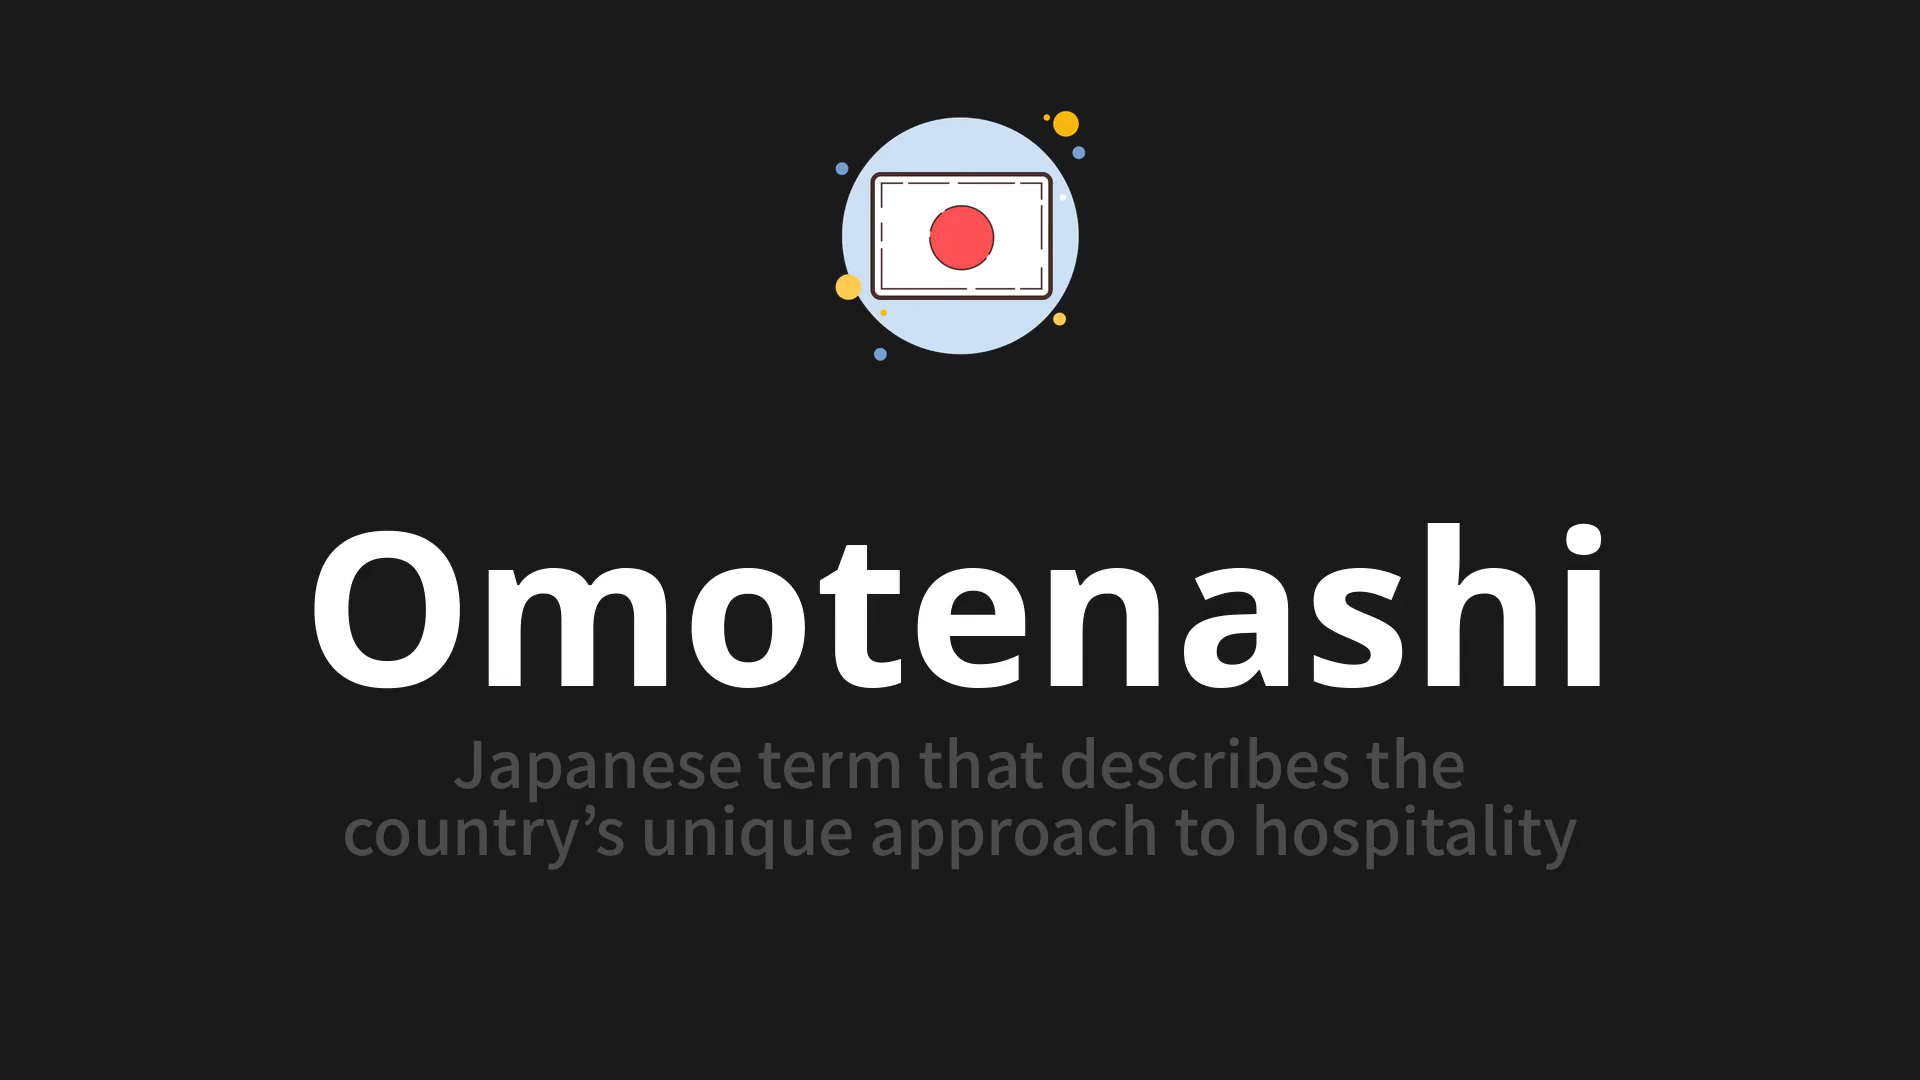 Omotenashi
Japanese term that describes the
country’s unique approach to hospitality